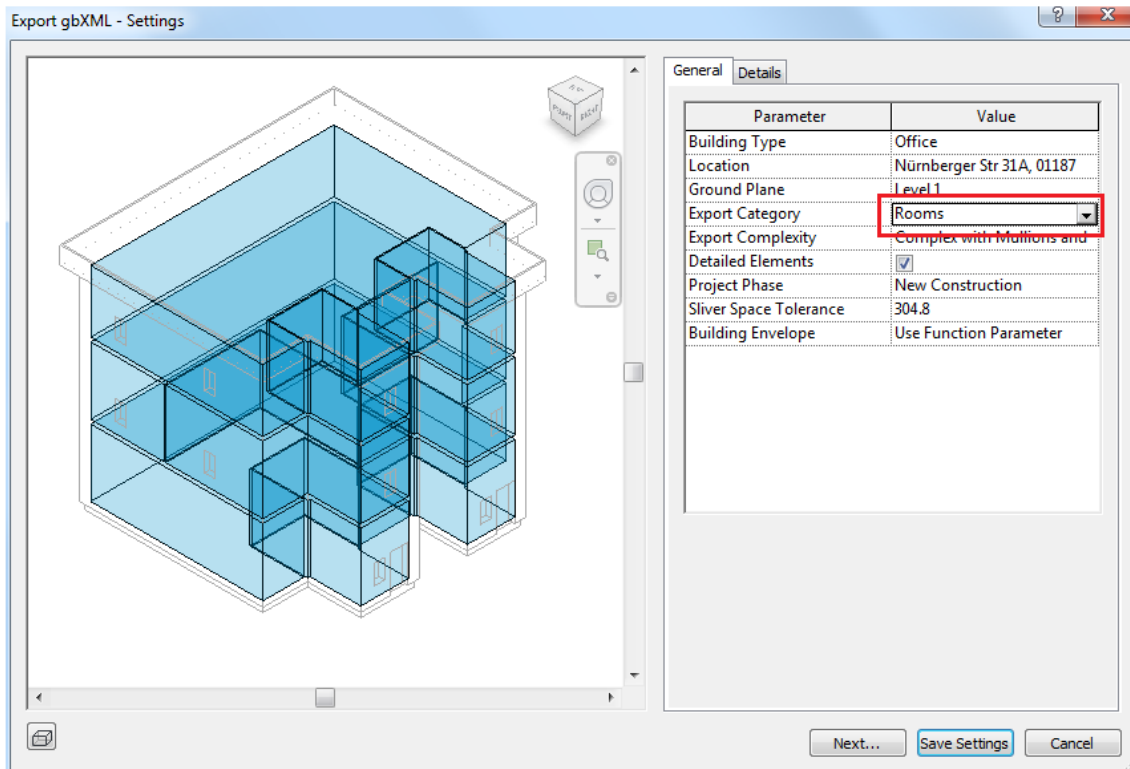 Export gbXML - Settings
General Details
Parameter Value
Building Type Office
Location Nürnberger Str 31A, 01187
Ground Plane Level 1
Export Category Rooms
Export Complexity Complex with Mullions and
Detailed Elements
Project Phase New Construction
Sliver Space Tolerance 304.8
Building Envelope Use Function Parameter
Next... Save Settings Cancel